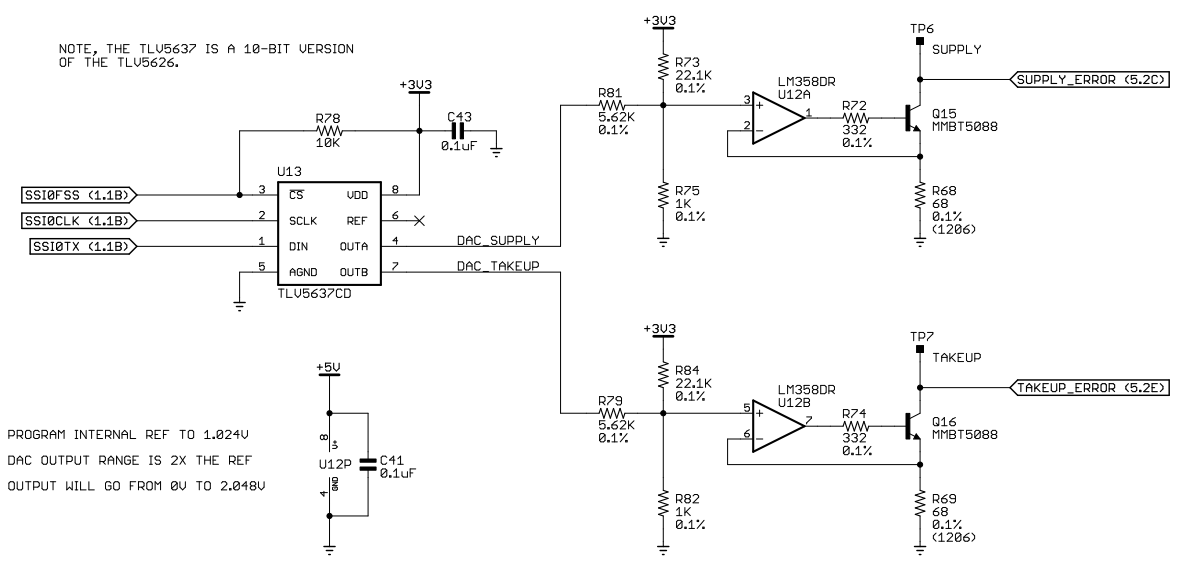 NOTE, THE TLV5637 IS A 10-BIT VERSION
OF THE TLV5626.
+3V3
R78
10K
C43
0.1uF
U13
SSI0FSS (1.1B)
3
CS
VDD
8
SSI0CLK (1.1B)
2
SCLK
REF
6
SSI0TX (1.1B)
1
DIN
OUTA
4
DAC_SUPPLY
5
AGND
OUTB
7
DAC_TAKEUP
TLV5637CD
+3V3
R73
22.1K
0.1%
R81
5.62K
0.1%
R75
1K
0.1%
LM358DR
U12A
3
+
2
-
1
R72
332
0.1%
TP6
SUPPLY
SUPPLY_ERROR (5.2C)
Q15
MMBT5088
R68
68
0.1%
(1206)
+3V3
R84
22.1K
0.1%
R79
5.62K
0.1%
R82
1K
0.1%
LM358DR
U12B
5
+
6
-
7
R74
332
0.1%
TP7
TAKEUP
TAKEUP_ERROR (5.2E)
Q16
MMBT5088
R69
68
0.1%
(1206)
+5V
8
V+
U12P
4
GND
C41
0.1uF
PROGRAM INTERNAL REF TO 1.024V
DAC OUTPUT RANGE IS 2X THE REF
OUTPUT WILL GO FROM 0V TO 2.048V